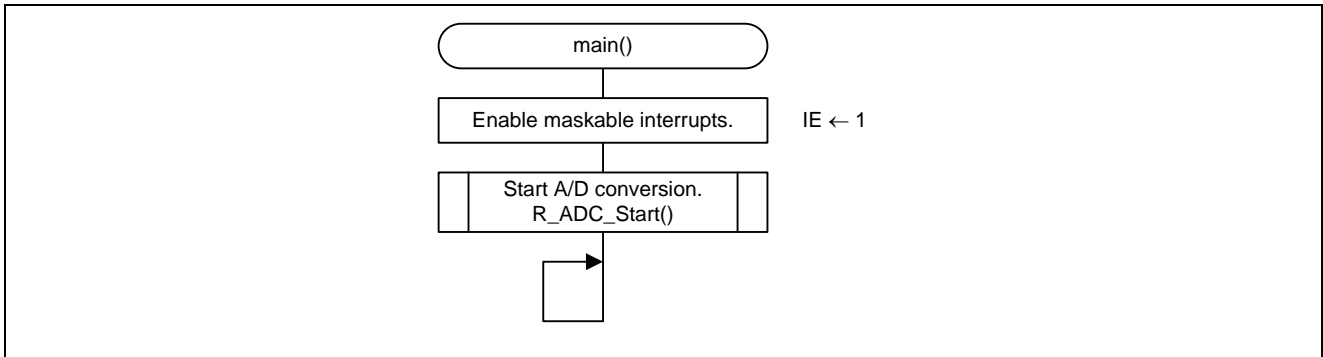 main()
Enable maskable interrupts. IE ← 1
Start A/D conversion.
R_ADC_Start()